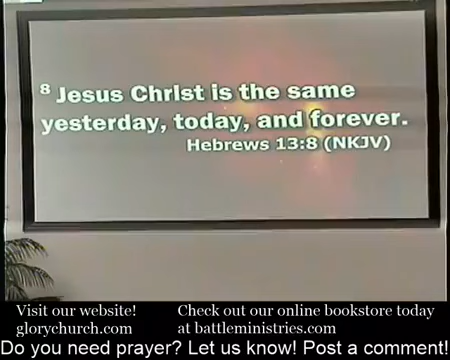 8 Jesus Christ is the same
yesterday, today, and forever.
Hebrews 13:8 (NKJV)
Visit our website! Check out our online bookstore today
glorychurch.com at battleministries.com
Do you need prayer? Let us know! Post a comment!